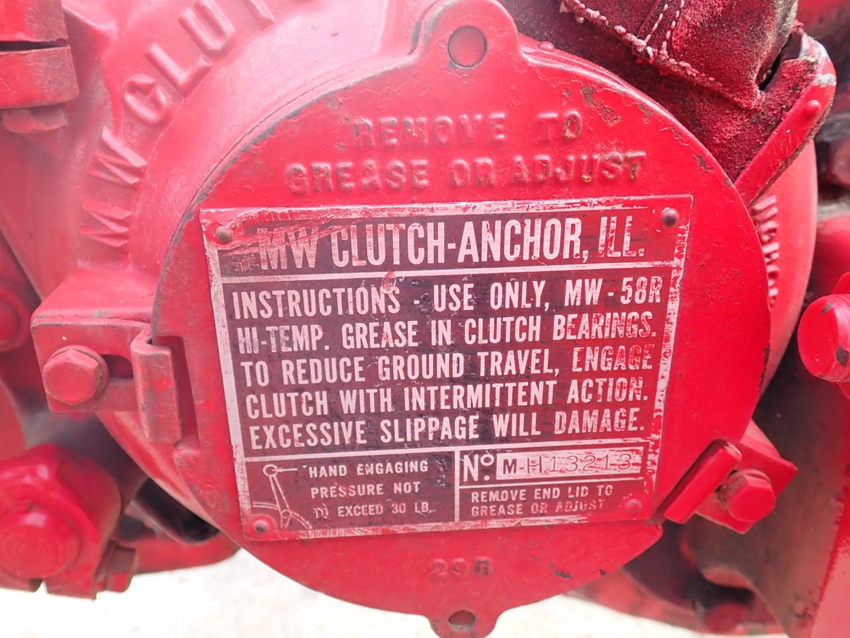 MW CLUTC
REMOVE TO
GREASE OR ADJUST
MW CLUTCH-ANCHOR, ILL.
INSTRUCTIONS - USE ONLY, MW-58R
HI-TEMP. GREASE IN CLUTCH BEARINGS.
TO REDUCE GROUND TRAVEL, ENGAGE
CLUTCH WITH INTERMITTENT ACTION.
EXCESSIVE SLIPPAGE WILL DAMAGE.
HAND ENGAGING
PRESSURE NOT
TO EXCEED 30 LB.
No. M-H13213
REMOVE END LID TO
GREASE OR ADJUST